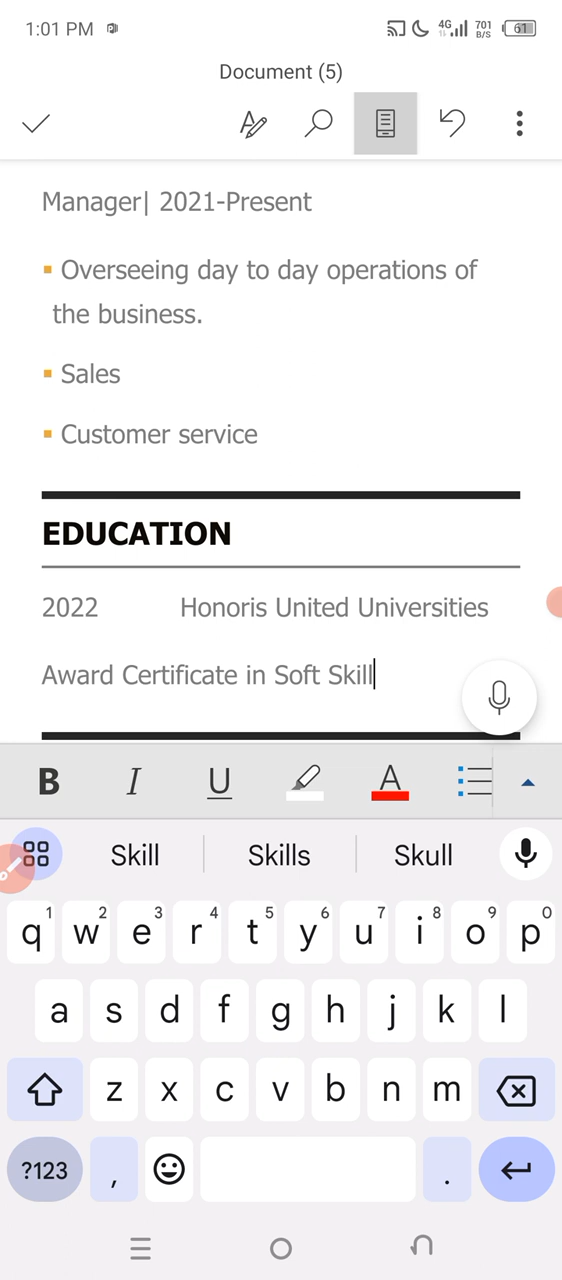 1:01 PM
4G
701
B/S
61
Document (5)
Manager| 2021-Present
Overseeing day to day operations of
the business.
Sales
Customer service
EDUCATION
2022 Honoris United Universities
Award Certificate in Soft Skill
B I U A
Skill Skills Skull
1 2 3 4 5 6 7 8 9 0
q w e r t y u i o p
a s d f g h j k l
z x c v b n m
?123 , .